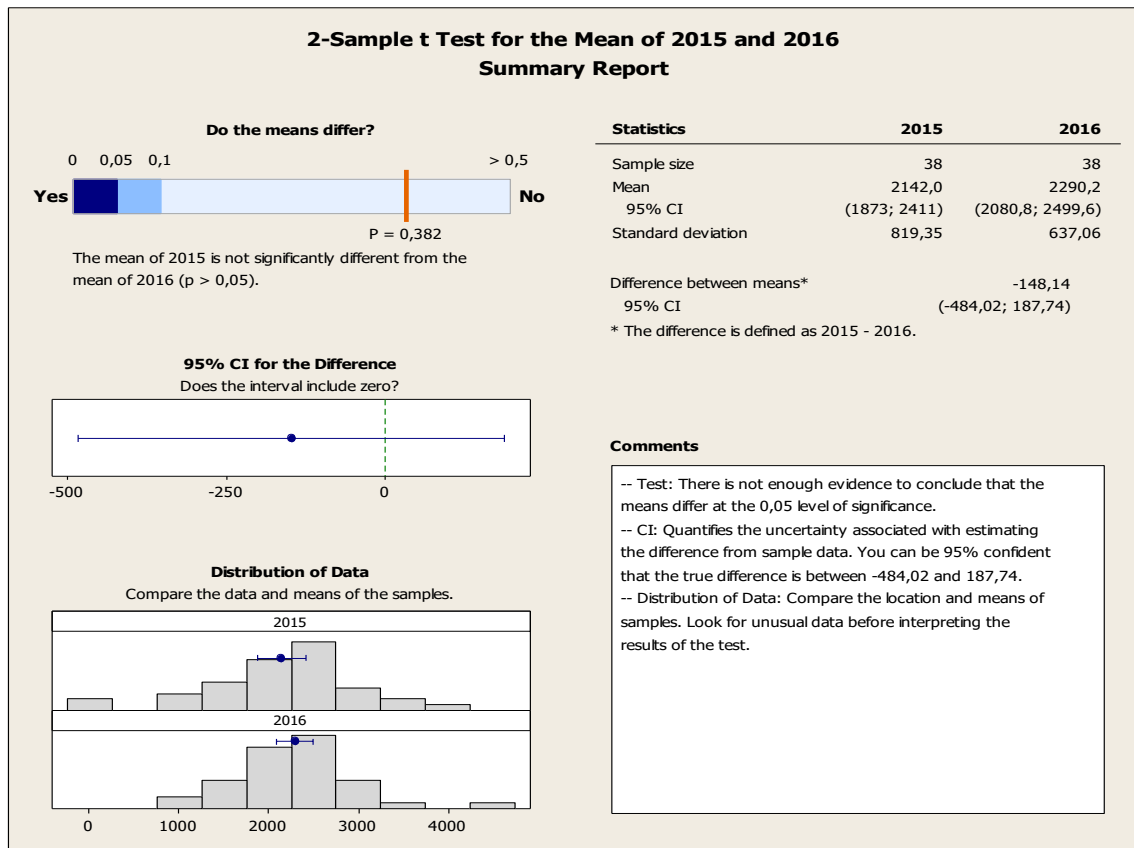 2-Sample t Test for the Mean of 2015 and 2016
Summary Report
Do the means differ?
0 0,05 0,1 > 0,5
Yes No
P = 0,382
The mean of 2015 is not significantly different from the
mean of 2016 (p > 0,05).
Statistics 2015 2016
Sample size 38 38
Mean 2142,0 2290,2
95% CI (1873; 2411) (2080,8; 2499,6)
Standard deviation 819,35 637,06
Difference between means* -148,14
95% CI (-484,02; 187,74)
* The difference is defined as 2015 - 2016.
95% CI for the Difference
Does the interval include zero?
-500 -250 0
Comments
-- Test: There is not enough evidence to conclude that the
means differ at the 0,05 level of significance.
-- CI: Quantifies the uncertainty associated with estimating
the difference from sample data. You can be 95% confident
that the true difference is between -484,02 and 187,74.
-- Distribution of Data: Compare the location and means of
samples. Look for unusual data before interpreting the
results of the test.
Distribution of Data
Compare the data and means of the samples.
2015
2016
0 1000 2000 3000 4000